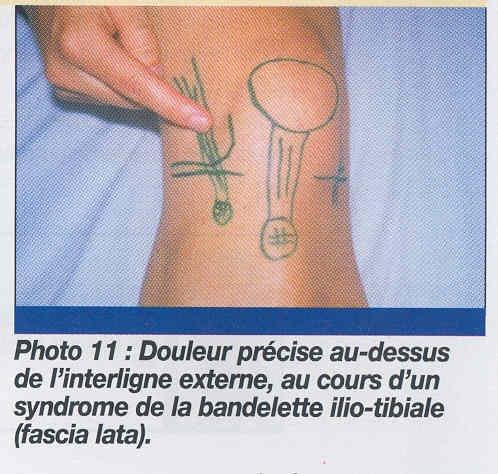 Photo 11 : Douleur précise au-dessus
de l'interligne externe, au cours d'un
syndrome de la bandelette ilio-tibiale
(fascia lata).